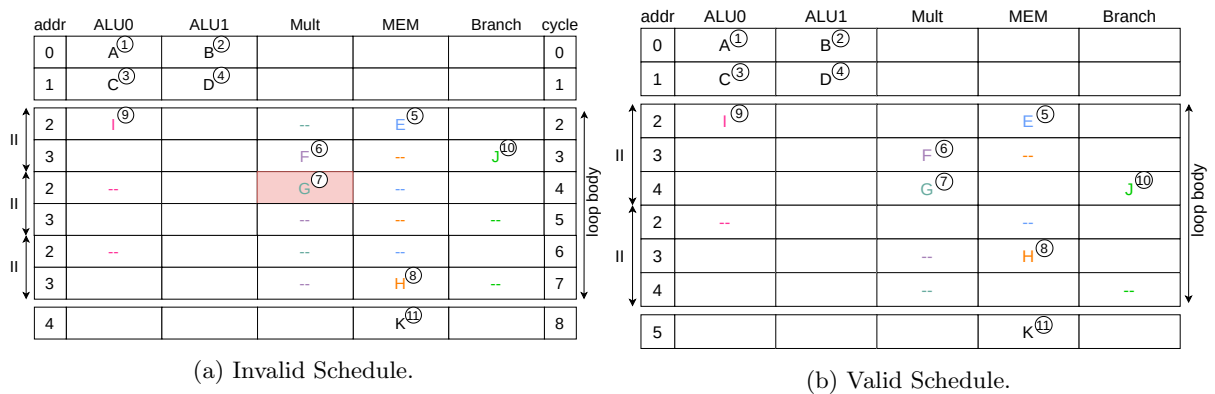 addr ALU0 ALU1 Mult MEM Branch cycle
0 A① B② 0
1 C③ D④ 1
2 I⑨ -- E⑤ 2
3 F⑥ -- J⑩ 3
2 -- G⑦ -- 4
3 -- -- -- 5
2 -- -- -- 6
3 -- H⑧ -- 7
4 K⑪ 8
II
II
II
loop body
(a) Invalid Schedule.
addr ALU0 ALU1 Mult MEM Branch
0 A① B②
1 C③ D④
2 I⑨ E⑤
3 F⑥ --
4 G⑦ J⑩
2 -- --
3 -- H⑧
4 -- --
5 K⑪
II
II
loop body
(b) Valid Schedule.